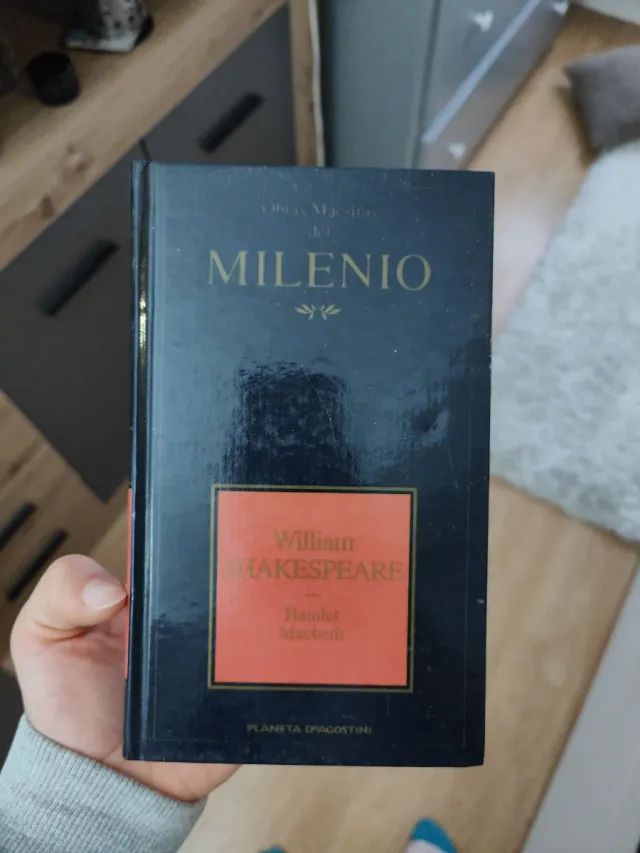 Obras Maestras
del
MILENIO
William
SHAKESPEARE
Hamlet
Macbeth
PLANETA DEAGOSTINI